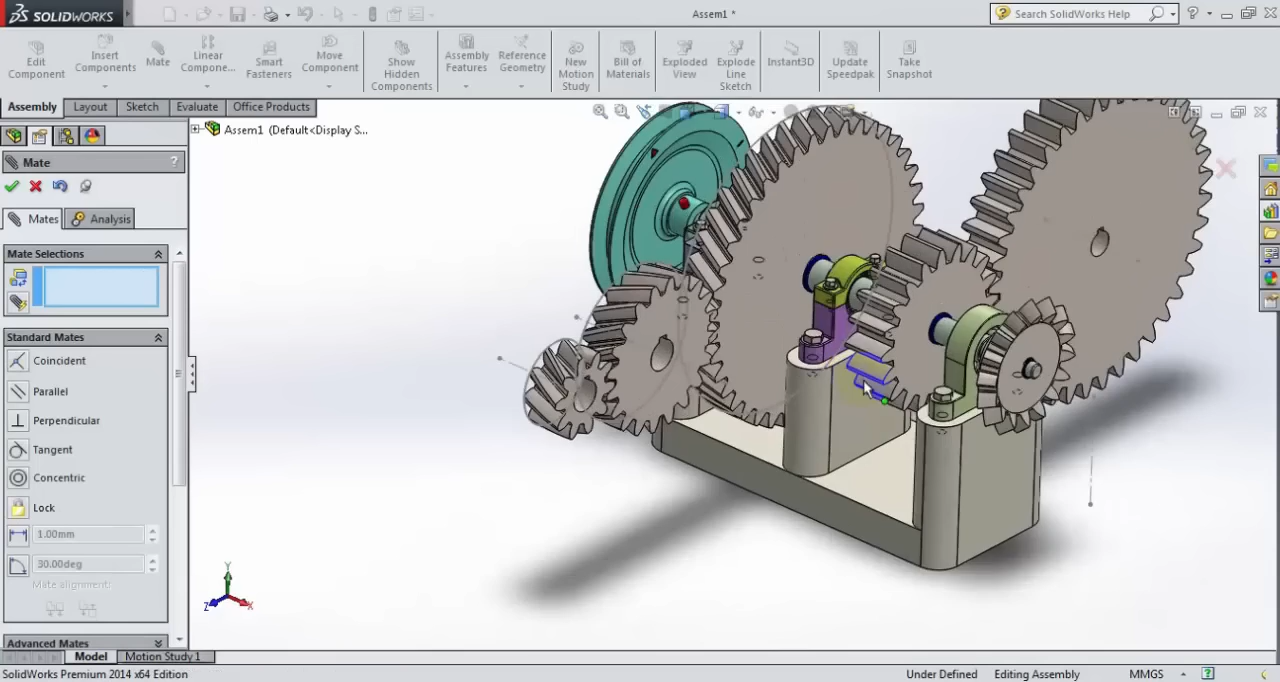 SOLIDWORKS
Assem1 *
Search SolidWorks Help
Edit Component
Insert Components
Mate
Linear Compone...
Smart Fasteners
Move Component
Show Hidden Components
Assembly Features
Reference Geometry
New Motion Study
Bill of Materials
Exploded View
Explode Line Sketch
Instant3D
Update Speedpak
Take Snapshot
Assembly Layout Sketch Evaluate Office Products
Assem1 (Default<Display S...
Mate ?
Mates Analysis
Mate Selections
Standard Mates
Coincident
Parallel
Perpendicular
Tangent
Concentric
Lock
1.00mm
30.00deg
Mate alignment:
Advanced Mates
Y
Z X
Model Motion Study 1
SolidWorks Premium 2014 x64 Edition
Under Defined Editing Assembly MMGS ?